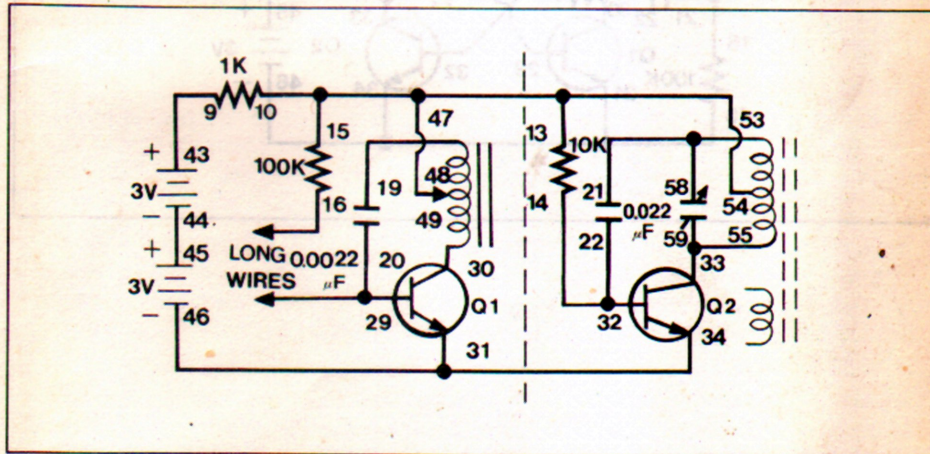 1K
9 10
47
53
15
13
100K
10K
+ 43
3V
- 44
16
19
48
49
14
21
58
54
0.022
μF
22
59
55
+ 45
3V
- 46
LONG
WIRES
0.0022
μF
20
30
33
29
Q1
32
Q2
31
34